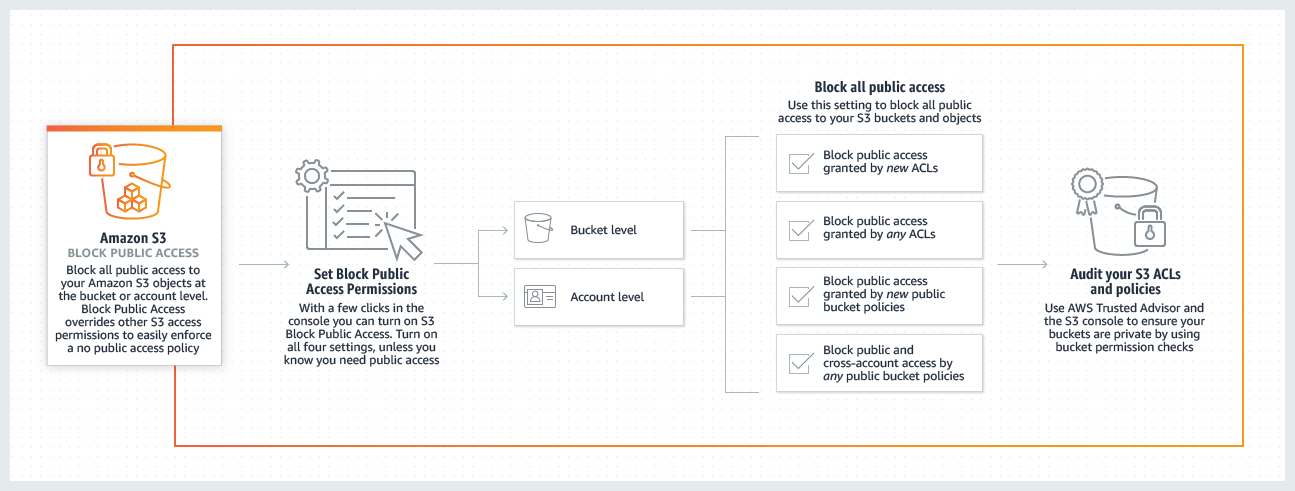 Amazon S3
BLOCK PUBLIC ACCESS
Block all public access to
your Amazon S3 objects at
the bucket or account level.
Block Public Access
overrides other S3 access
permissions to easily enforce
a no public access policy
Set Block Public
Access Permissions
With a few clicks in the
console you can turn on S3
Block Public Access. Turn on
all four settings, unless you
know you need public access
Bucket level
Account level
Block all public access
Use this setting to block all public
access to your S3 buckets and objects
Block public access
granted by new ACLs
Block public access
granted by any ACLs
Block public access
granted by new public
bucket policies
Block public and
cross-account access by
any public bucket policies
Audit your S3 ACLs
and policies
Use AWS Trusted Advisor and
the S3 console to ensure your
buckets are private by using
bucket permission checks